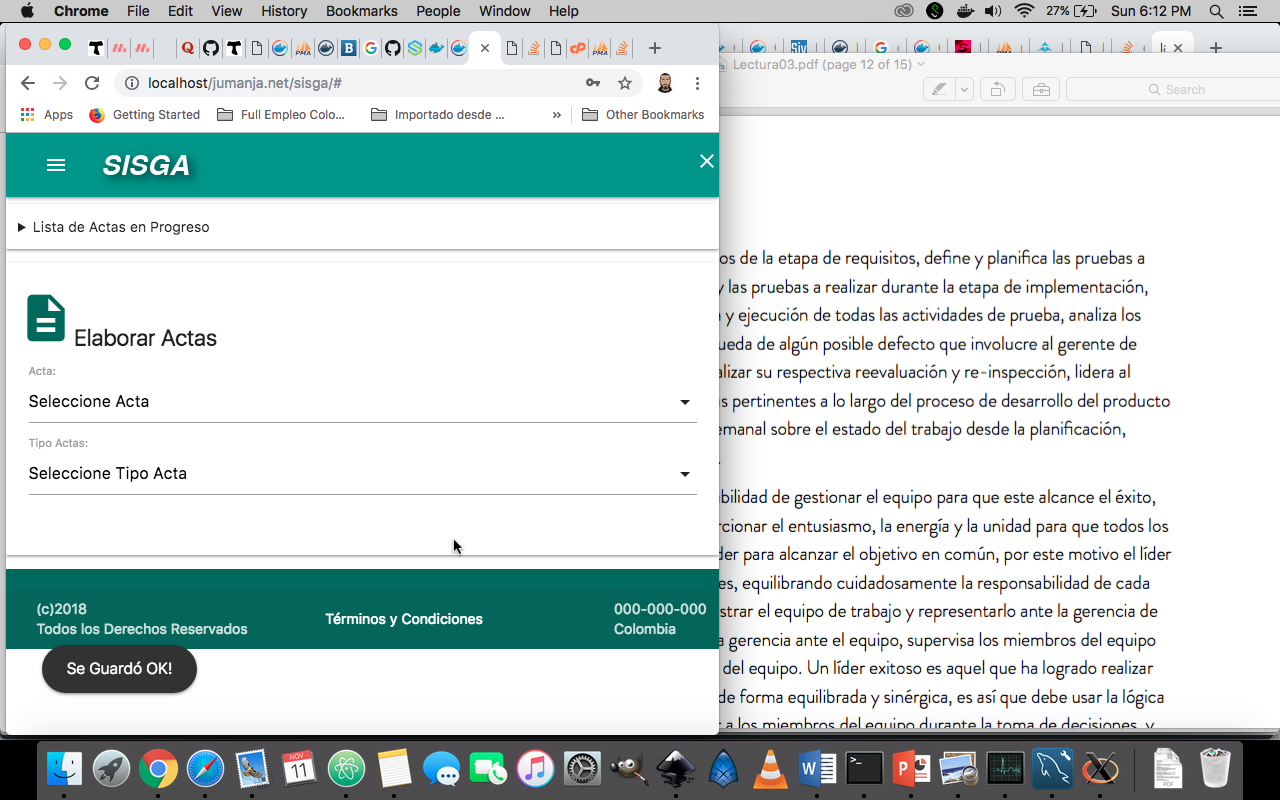 Chrome File Edit View History Bookmarks People Window Help 27% Sun 6:12 PM
localhost/jumanja.net/sisga/#
Apps Getting Started Full Empleo Colo... Importado desde ... » Other Bookmarks
SISGA
Lista de Actas en Progreso
Elaborar Actas
Acta:
Seleccione Acta
Tipo Actas:
Seleccione Tipo Acta
(c)2018
Todos los Derechos Reservados
Términos y Condiciones
000-000-000
Colombia
Se Guardó OK!
Lectura03.pdf (page 12 of 15)
Search
os de la etapa de requisitos, define y planifica las pruebas a
y las pruebas a realizar durante la etapa de implementación,
y ejecución de todas las actividades de prueba, analiza los
ueda de algún posible defecto que involucre al gerente de
alizar su respectiva reevaluación y re-inspección, lidera al
s pertinentes a lo largo del proceso de desarrollo del producto
emanal sobre el estado del trabajo desde la planificación,
.
bilidad de gestionar el equipo para que este alcance el éxito,
rcionar el entusiasmo, la energía y la unidad para que todos los
der para alcanzar el objetivo en común, por este motivo el líder
es, equilibrando cuidadosamente la responsabilidad de cada
strar el equipo de trabajo y representarlo ante la gerencia de
a gerencia ante el equipo, supervisa los miembros del equipo
del equipo. Un líder exitoso es aquel que ha logrado realizar
de forma equilibrada y sinérgica, es así que debe usar la lógica
r a los miembros del equipo durante la toma de decisiones, y
NOV
11
PDF